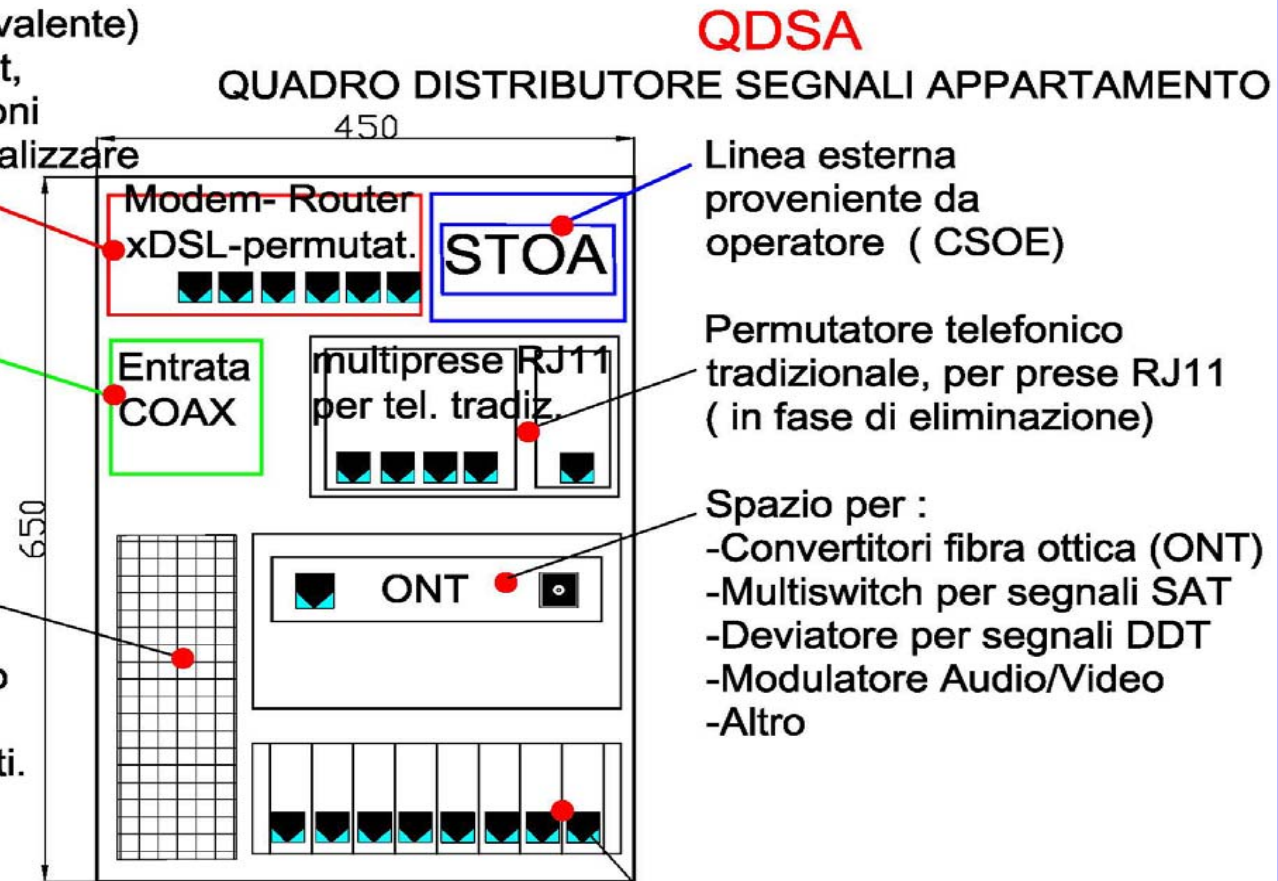 valente)
t,
oni
alizzare
o
ti.
QDSA
QUADRO DISTRIBUTORE SEGNALI APPARTAMENTO
450
650
Modem- Router
xDSL-permutat.
STOA
Entrata
COAX
multiprese RJ11
per tel. tradiz.
ONT
Linea esterna
proveniente da
operatore ( CSOE)
Permutatore telefonico
tradizionale, per prese RJ11
( in fase di eliminazione)
Spazio per :
-Convertitori fibra ottica (ONT)
-Multiswitch per segnali SAT
-Deviatore per segnali DDT
-Modulatore Audio/Video
-Altro